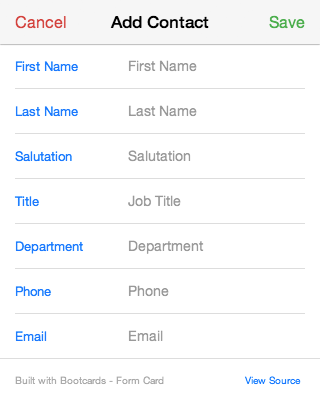 Cancel Add Contact Save
First Name First Name
Last Name Last Name
Salutation Salutation
Title Job Title
Department Department
Phone Phone
Email Email
Built with Bootcards - Form Card View Source